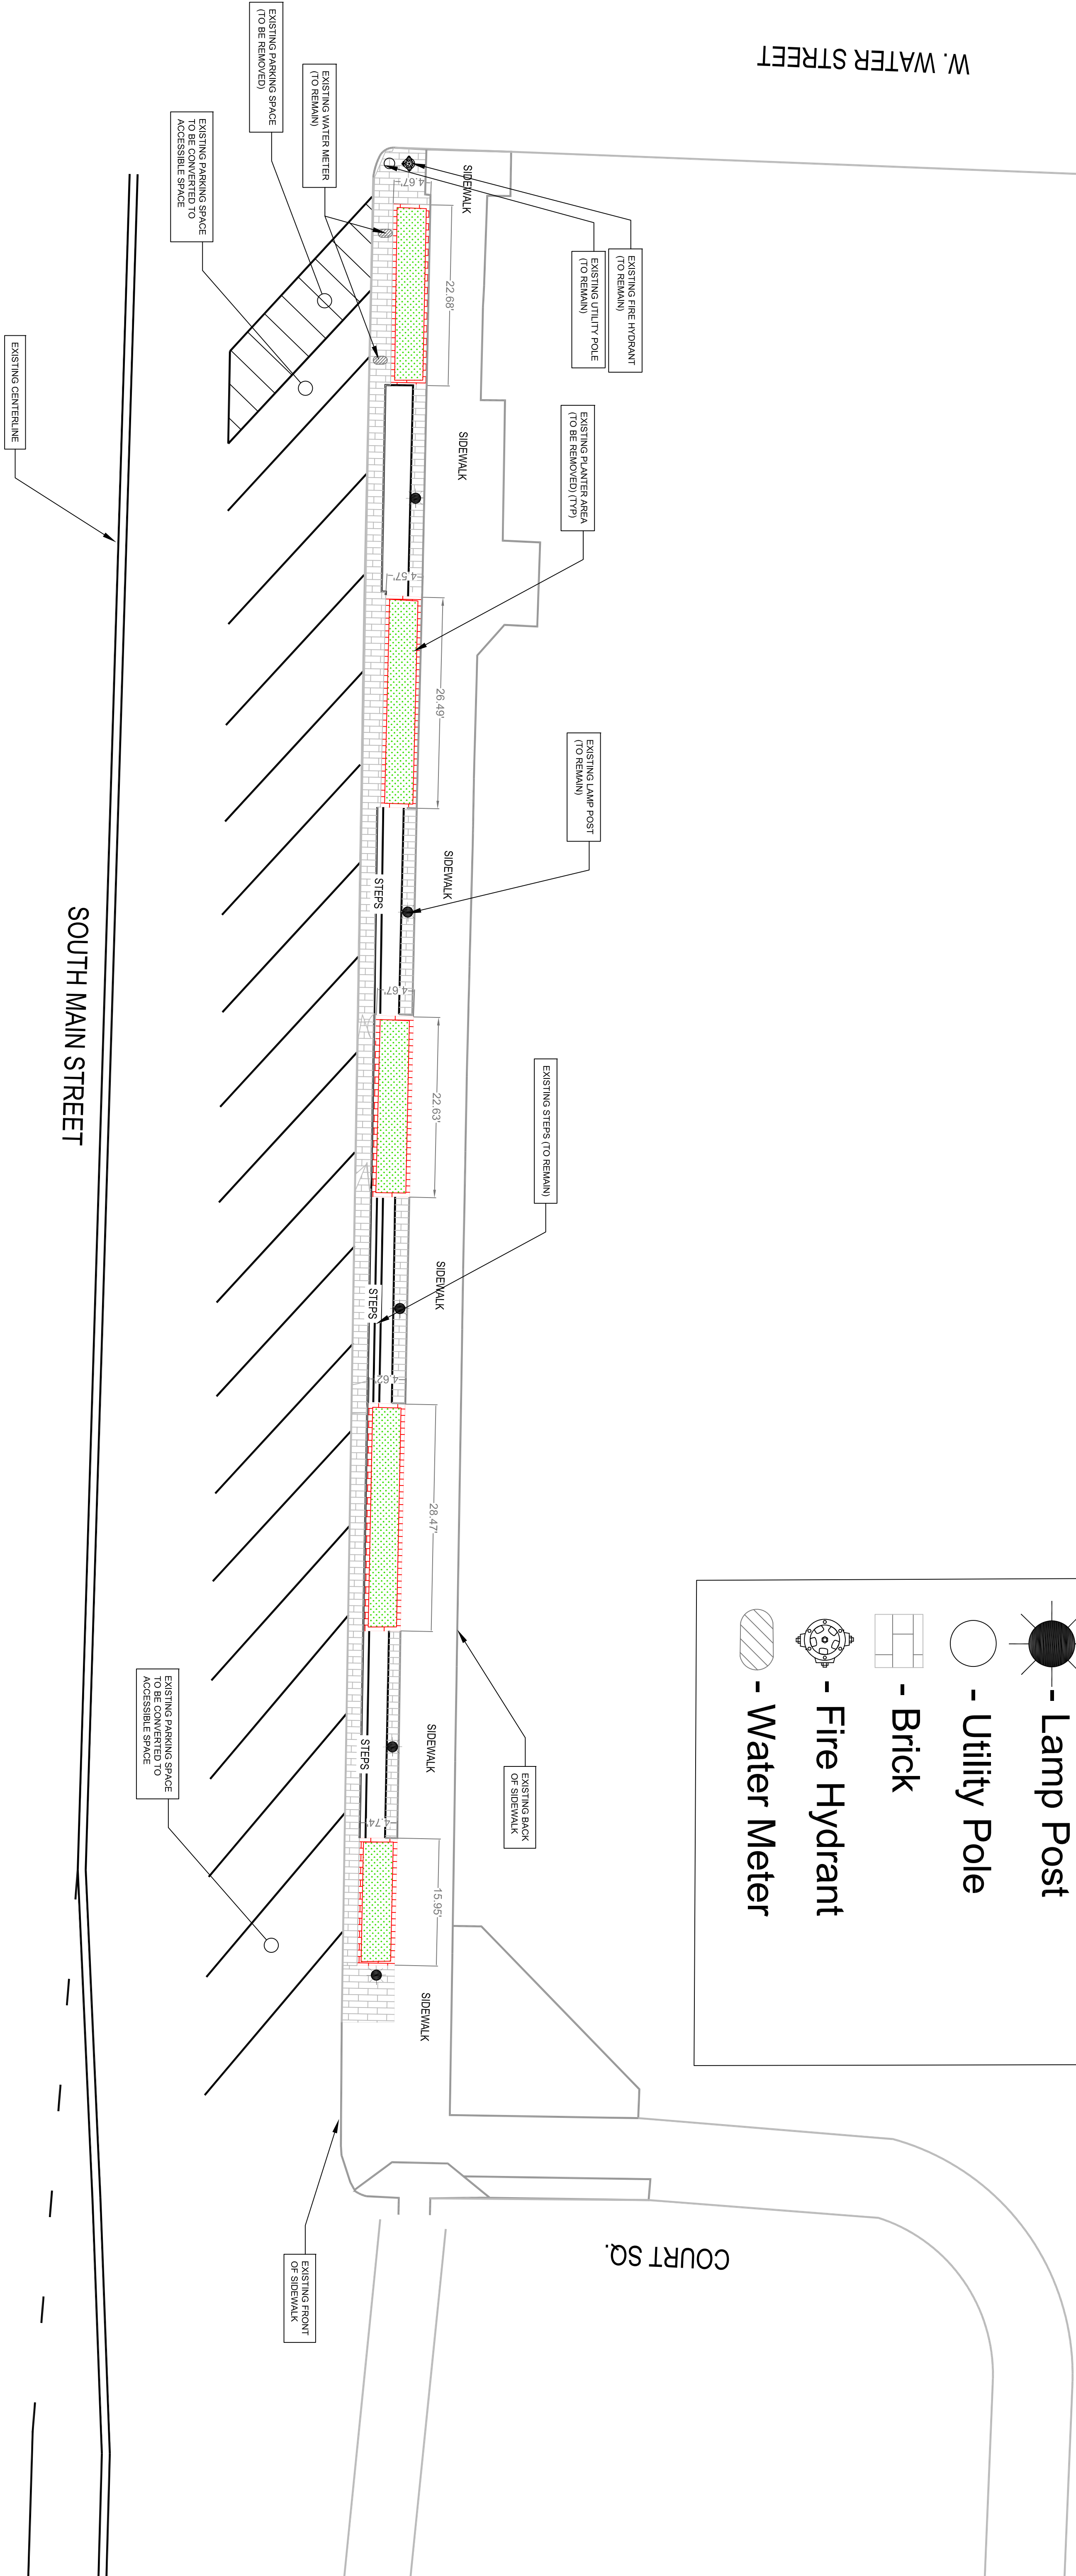 W. WATER STREET
EXISTING PARKING SPACE
(TO BE REMOVED)
EXISTING WATER METER
(TO REMAIN)
EXISTING PARKING SPACE
TO BE CONVERTED TO
ACCESSIBLE SPACE
EXISTING CENTERLINE
EXISTING FIRE HYDRANT
(TO REMAIN)
EXISTING UTILITY POLE
(TO REMAIN)
SIDEWALK
4.67'
22.68'
EXISTING PLANTER AREA
(TO BE REMOVED) (TYP)
SIDEWALK
4.57'
26.49'
EXISTING LAMP POST
(TO REMAIN)
SIDEWALK
STEPS
SOUTH MAIN STREET
4.67'
22.63'
EXISTING STEPS (TO REMAIN)
SIDEWALK
STEPS
4.62'
28.47'
EXISTING PARKING SPACE
TO BE CONVERTED TO
ACCESSIBLE SPACE
SIDEWALK
STEPS
EXISTING BACK
OF SIDEWALK
4.74'
15.95'
SIDEWALK
- Lamp Post
- Utility Pole
- Brick
- Fire Hydrant
- Water Meter
COURT SQ.
EXISTING FRONT
OF SIDEWALK